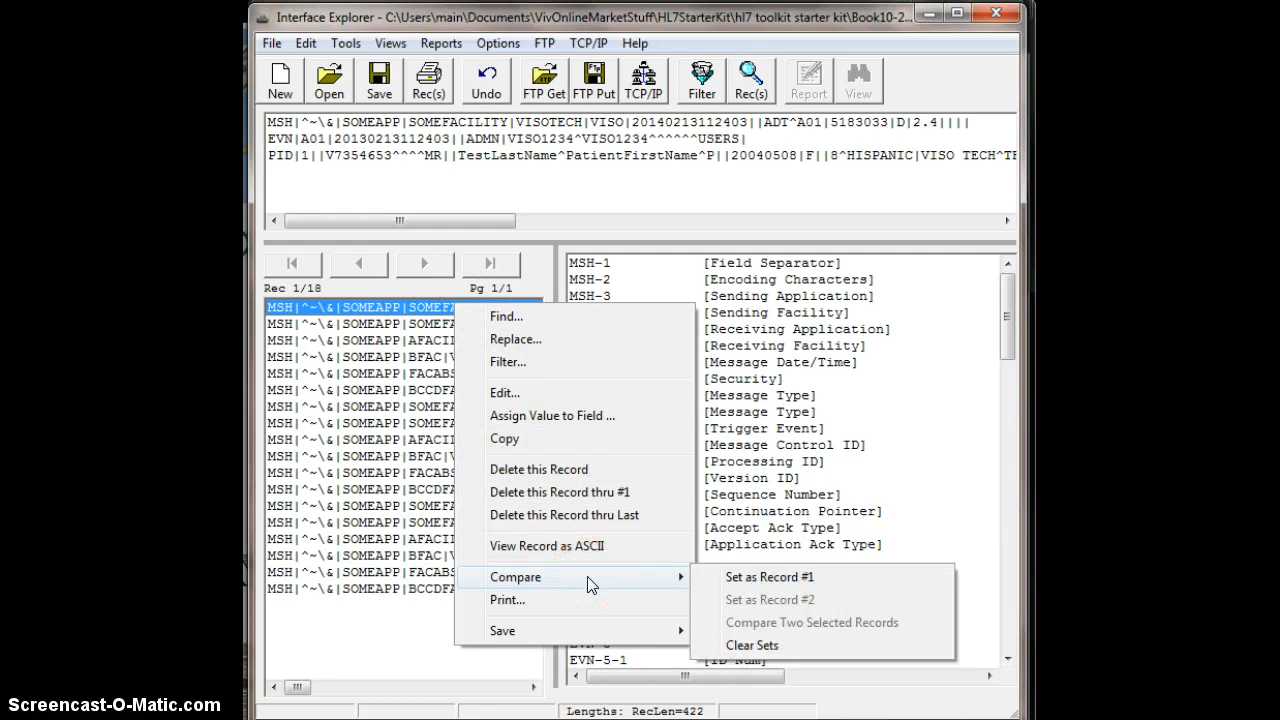 Interface Explorer - C:\Users\main\Documents\VivOnlineMarketStuff\HL7StarterKit\hl7 toolkit starter kit\Book10-2...
File Edit Tools Views Reports Options FTP TCP/IP Help
New Open Save Rec(s) Undo FTP Get FTP Put TCP/IP Filter Rec(s) Report View
MSH|^~\&|SOMEAPP|SOMEFACILITY|VISOTECH|VISO|20140213112403||ADT^A01|5183033|D|2.4||||
EVN|A01|20130213112403||ADMN|VISO1234^VISO1234^^^^^^USERS|
PID|1||V7354653^^^^MR||TestLastName^PatientFirstName^P||20040508|F||8^HISPANIC|VISO TECH^TH
Rec 1/18 Pg 1/1
MSH|^~\&|SOMEAPP|SOMEFA
MSH|^~\&|SOMEAPP|SOMEFA
MSH|^~\&|SOMEAPP|AFACII
MSH|^~\&|SOMEAPP|BFAC|V
MSH|^~\&|SOMEAPP|FACABS
MSH|^~\&|SOMEAPP|BCCDFA
MSH|^~\&|SOMEAPP|SOMEFA
MSH|^~\&|SOMEAPP|SOMEFA
MSH|^~\&|SOMEAPP|AFACII
MSH|^~\&|SOMEAPP|BFAC|V
MSH|^~\&|SOMEAPP|FACABS
MSH|^~\&|SOMEAPP|BCCDFA
MSH|^~\&|SOMEAPP|SOMEFA
MSH|^~\&|SOMEAPP|SOMEFA
MSH|^~\&|SOMEAPP|AFACII
MSH|^~\&|SOMEAPP|BFAC|V
MSH|^~\&|SOMEAPP|FACABS
MSH|^~\&|SOMEAPP|BCCDFA
Find...
Replace...
Filter...
Edit...
Assign Value to Field ...
Copy
Delete this Record
Delete this Record thru #1
Delete this Record thru Last
View Record as ASCII
Compare
Print...
Save
Set as Record #1
Set as Record #2
Compare Two Selected Records
Clear Sets
MSH-1 [Field Separator]
MSH-2 [Encoding Characters]
MSH-3 [Sending Application]
[Sending Facility]
[Receiving Application]
[Receiving Facility]
[Message Date/Time]
[Security]
[Message Type]
[Message Type]
[Trigger Event]
[Message Control ID]
[Processing ID]
[Version ID]
[Sequence Number]
[Continuation Pointer]
[Accept Ack Type]
[Application Ack Type]
EVN-5-1 [ID Num]
Lengths: RecLen=422
Screencast-O-Matic.com